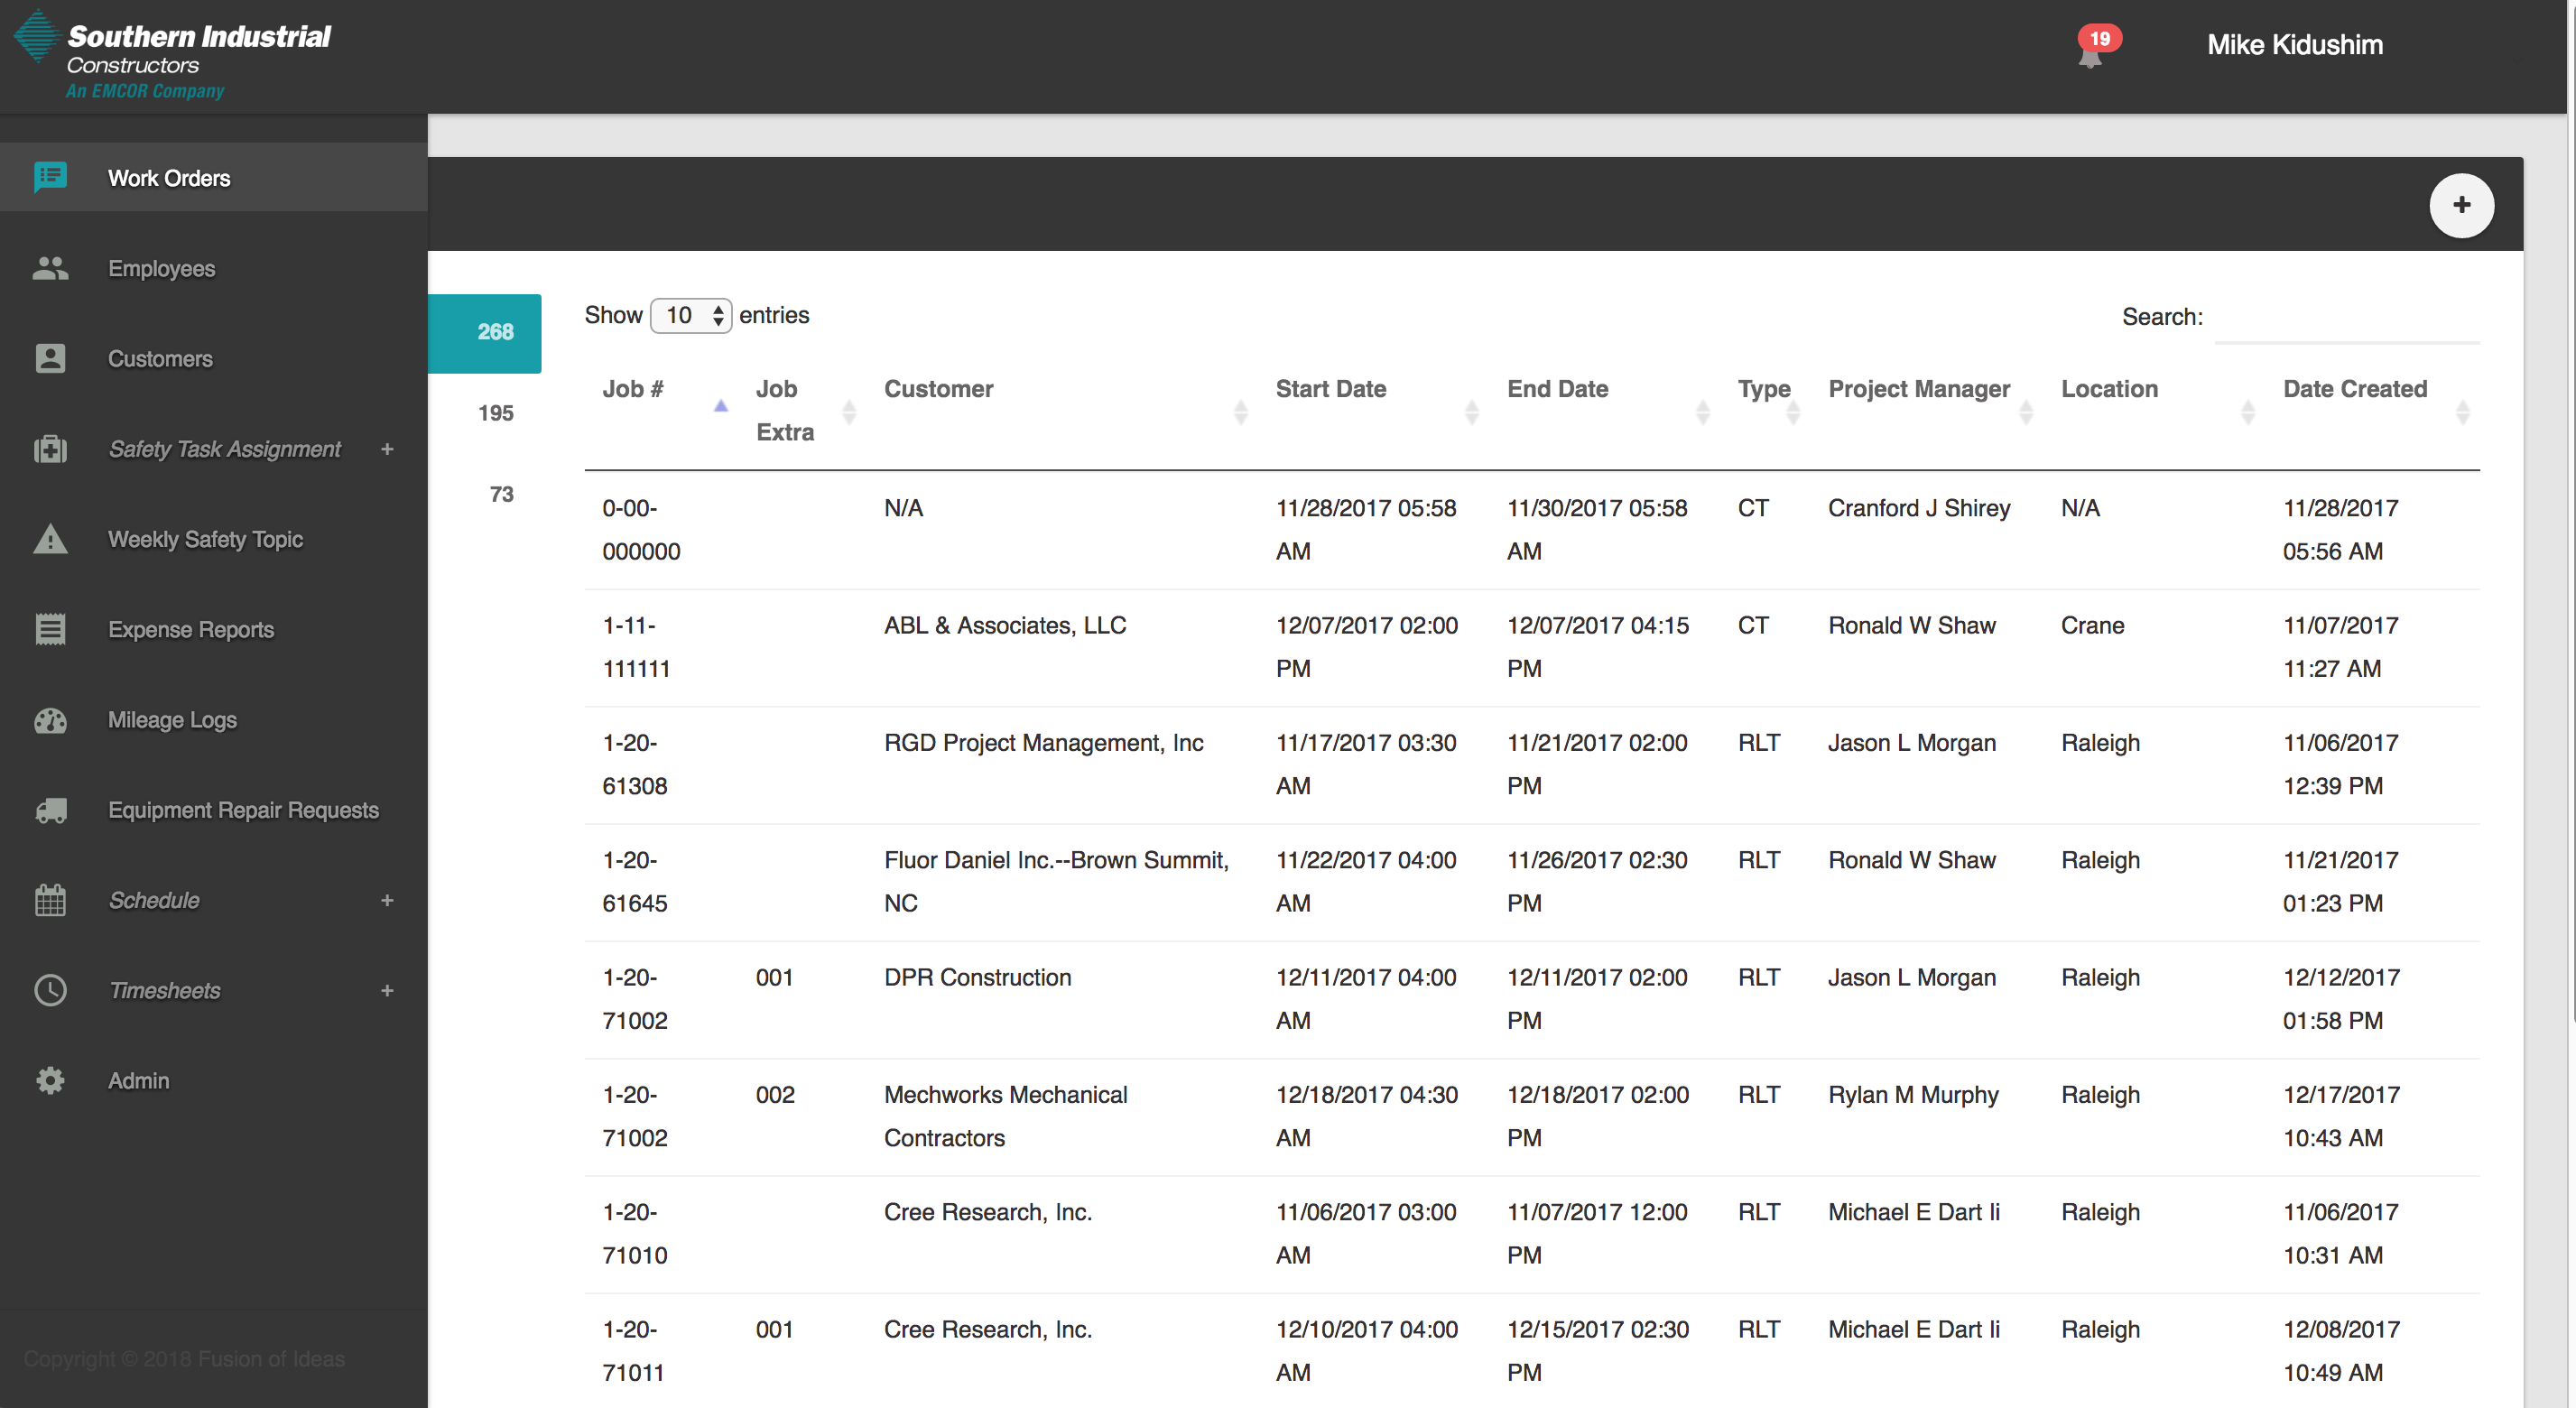 Southern Industrial
Constructors
An EMCOR Company
19
Mike Kidushim
Work Orders
Employees
Customers
Safety Task Assignment +
Weekly Safety Topic
Expense Reports
Mileage Logs
Equipment Repair Requests
Schedule +
Timesheets +
Admin
Copyright © 2018 Fusion of Ideas
+
268
195
73
Show 10 entries
Search:
Job # Job Customer Start Date End Date Type Project Manager Location Date Created
Extra
0-00- N/A 11/28/2017 05:58 11/30/2017 05:58 CT Cranford J Shirey N/A 11/28/2017
000000 AM AM 05:56 AM
1-11- ABL & Associates, LLC 12/07/2017 02:00 12/07/2017 04:15 CT Ronald W Shaw Crane 11/07/2017
111111 PM PM 11:27 AM
1-20- RGD Project Management, Inc 11/17/2017 03:30 11/21/2017 02:00 RLT Jason L Morgan Raleigh 11/06/2017
61308 AM PM 12:39 PM
1-20- Fluor Daniel Inc.--Brown Summit, 11/22/2017 04:00 11/26/2017 02:30 RLT Ronald W Shaw Raleigh 11/21/2017
61645 NC AM PM 01:23 PM
1-20- 001 DPR Construction 12/11/2017 04:00 12/11/2017 02:00 RLT Jason L Morgan Raleigh 12/12/2017
71002 AM PM 01:58 PM
1-20- 002 Mechworks Mechanical 12/18/2017 04:30 12/18/2017 02:00 RLT Rylan M Murphy Raleigh 12/17/2017
71002 Contractors AM PM 10:43 AM
1-20- Cree Research, Inc. 11/06/2017 03:00 11/07/2017 12:00 RLT Michael E Dart Ii Raleigh 11/06/2017
71010 AM PM 10:31 AM
1-20- 001 Cree Research, Inc. 12/10/2017 04:00 12/15/2017 02:30 RLT Michael E Dart Ii Raleigh 12/08/2017
71011 AM PM 10:49 AM